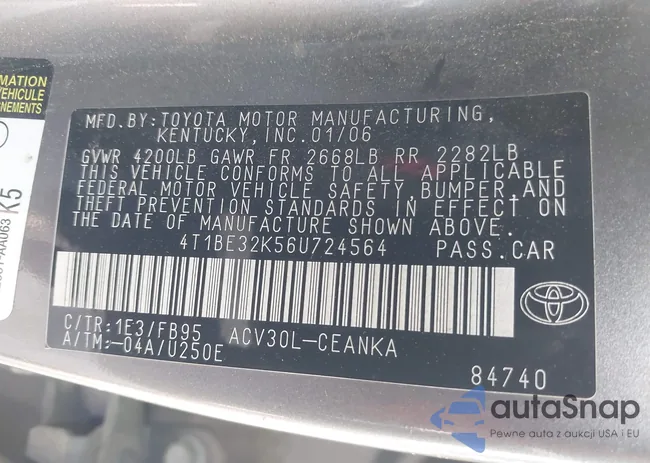 MFD.BY:TOYOTA MOTOR MANUFACTURING,
KENTUCKY,INC.01/06
GVWR 4200LB GAWR FR 2668LB RR 2282LB
THIS VEHICLE CONFORMS TO ALL APPLICABLE
FEDERAL MOTOR VEHICLE SAFETY, BUMPER,AND
THEFT PREVENTION STANDARDS IN EFFECT ON
THE DATE OF MANUFACTURE SHOWN ABOVE.
4T1BE32K56U724564 PASS.CAR
C/TR:1E3/FB95 ACV30L-CEANKA
A/TM:-04A/U250E
84740
K5
autaSnap
Pewne auta z aukcji USA i EU